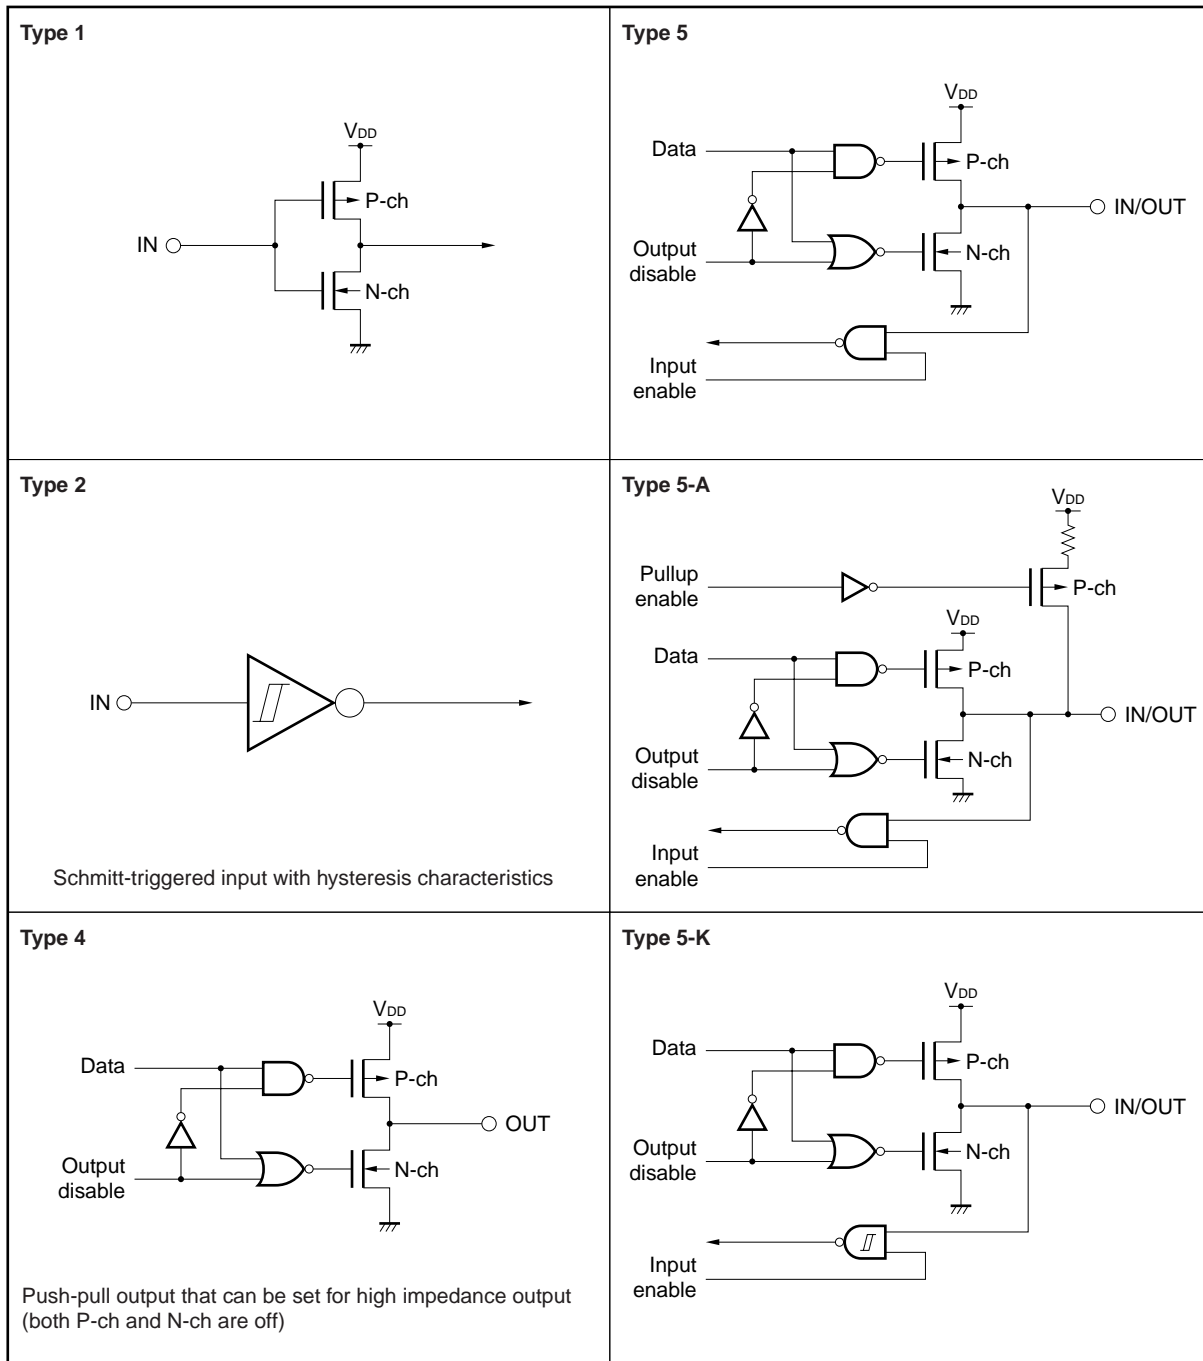 Type 1
VDD
P-ch
IN
N-ch
Type 5
VDD
Data
P-ch
IN/OUT
Output
disable
N-ch
Input
enable
Type 2
IN
Schmitt-triggered input with hysteresis characteristics
Type 5-A
VDD
Pullup
enable
P-ch
VDD
Data
P-ch
IN/OUT
Output
disable
N-ch
Input
enable
Type 4
VDD
Data
P-ch
OUT
Output
disable
N-ch
Push-pull output that can be set for high impedance output
(both P-ch and N-ch are off)
Type 5-K
VDD
Data
P-ch
IN/OUT
Output
disable
N-ch
Input
enable